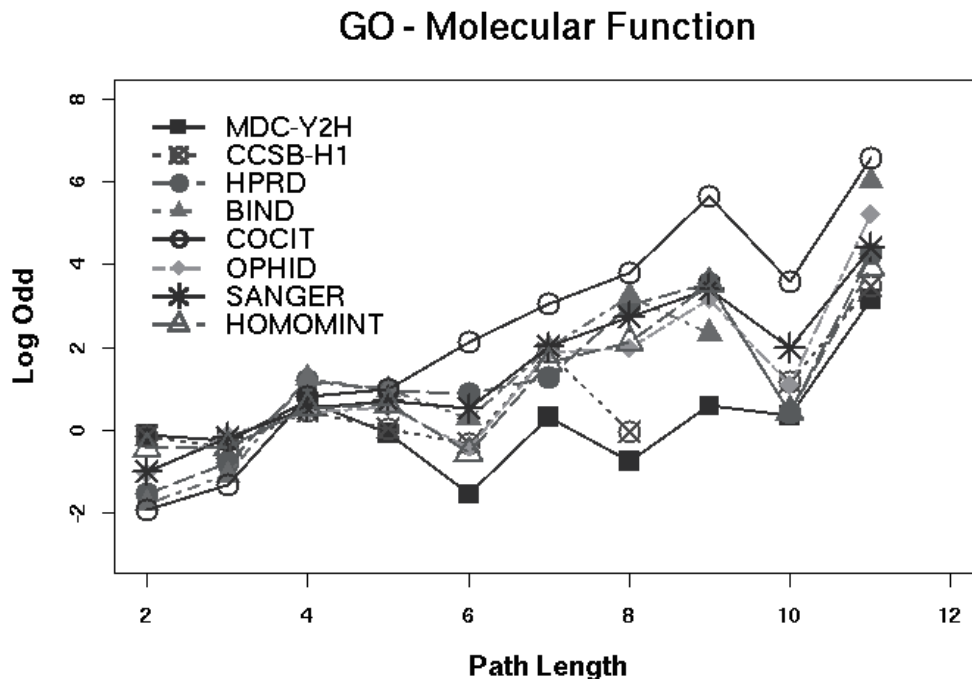 GO - Molecular Function
Log Odd
8
6
4
2
0
-2
MDC-Y2H
CCSB-H1
HPRD
BIND
COCIT
OPHID
SANGER
HOMOMINT
2 4 6 8 10 12
Path Length